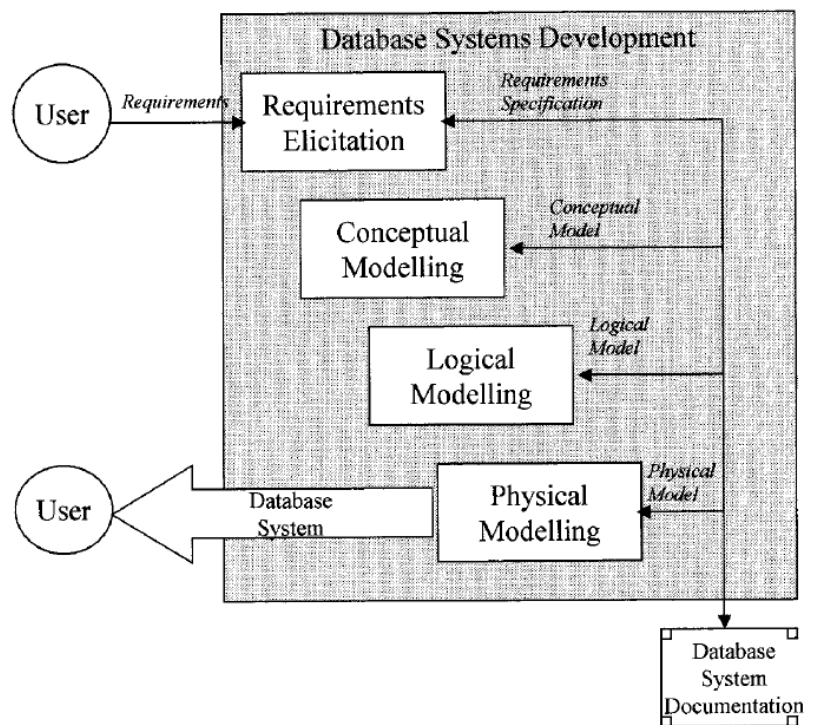 Database Systems Development
User
Requirements
Requirements
Elicitation
Requirements
Specification
Conceptual
Modelling
Conceptual
Model
Logical
Modelling
Logical
Model
User
Database
System
Physical
Modelling
Physical
Model
Database
System
Documentation